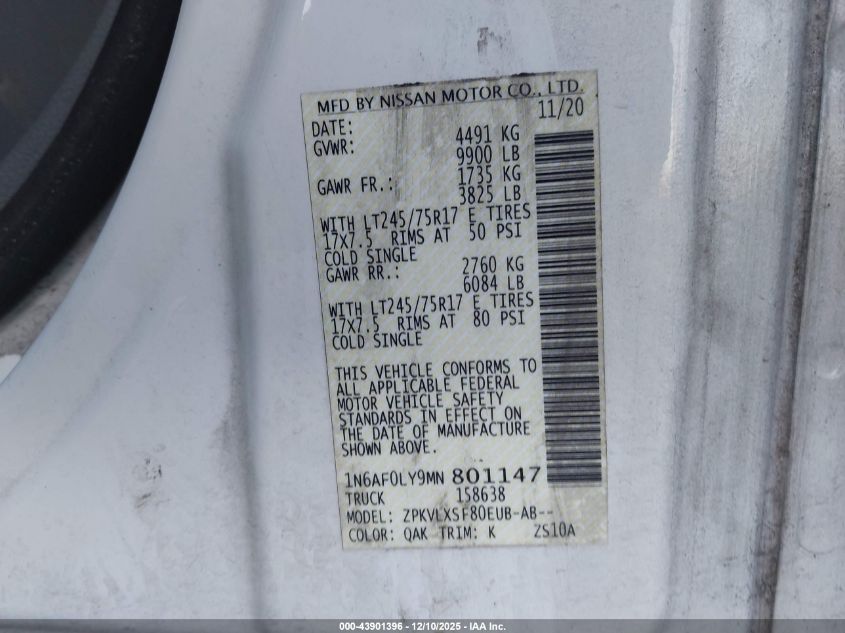 MFD BY NISSAN MOTOR CO., LTD.
DATE: 11/20
GVWR: 4491 KG
9900 LB
GAWR FR.: 1735 KG
3825 LB
WITH LT245/75R17 E TIRES
17X7.5 RIMS AT 50 PSI
COLD SINGLE
GAWR RR.: 2760 KG
6084 LB
WITH LT245/75R17 E TIRES
17X7.5 RIMS AT 80 PSI
COLD SINGLE
THIS VEHICLE CONFORMS TO
ALL APPLICABLE FEDERAL
MOTOR VEHICLE SAFETY
STANDARDS IN EFFECT ON
THE DATE OF MANUFACTURE
SHOWN ABOVE.
1N6AF0LY9MN 801147
TRUCK 158638
MODEL: ZPKVLXSF80EUB-AB--
COLOR: QAK TRIM: K ZS10A
000-43901396 - 12/10/2025 - IAA Inc.